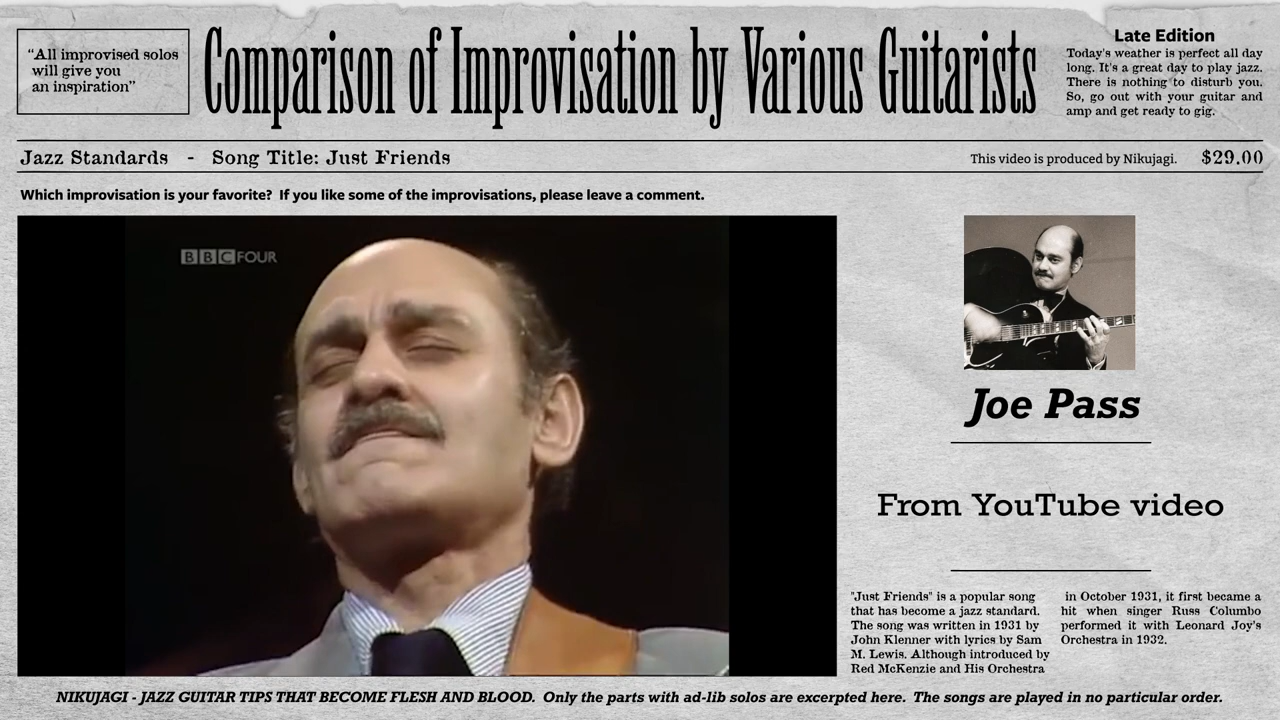 “All improvised solos
will give you
an inspiration”
Comparison of Improvisation by Various Guitarists
Late Edition
Today's weather is perfect all day
long. It's a great day to play jazz.
There is nothing to disturb you.
So, go out with your guitar and
amp and get ready to gig.
Jazz Standards - Song Title: Just Friends
This video is produced by Nikujagi. $29.00
Which improvisation is your favorite? If you like some of the improvisations, please leave a comment.
BBC FOUR
Joe Pass
From YouTube video
"Just Friends" is a popular song
that has become a jazz standard.
The song was written in 1931 by
John Klenner with lyrics by Sam
M. Lewis. Although introduced by
Red McKenzie and His Orchestra
in October 1931, it first became a
hit when singer Russ Columbo
performed it with Leonard Joy's
Orchestra in 1932.
NIKUJAGI - JAZZ GUITAR TIPS THAT BECOME FLESH AND BLOOD. Only the parts with ad-lib solos are excerpted here. The songs are played in no particular order.